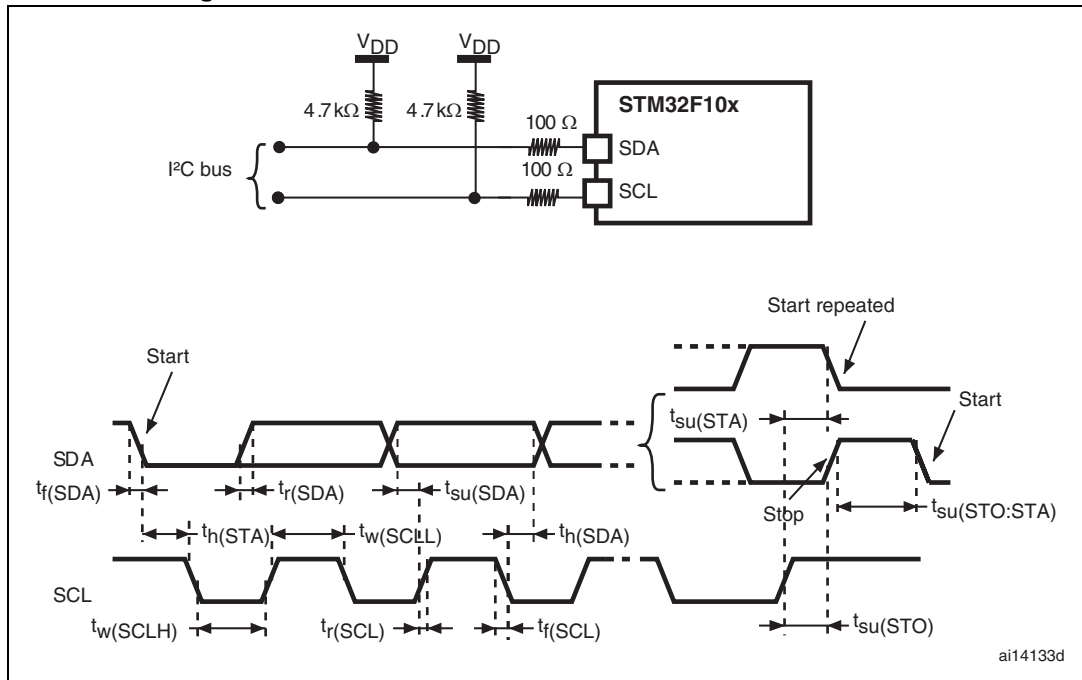 VDD
VDD
4.7kΩ
4.7kΩ
STM32F10x
100 Ω
SDA
I²C bus
100 Ω
SCL
Start repeated
Start
Start
tsu(STA)
SDA
tf(SDA)
tr(SDA)
tsu(SDA)
Stop
tsu(STO:STA)
th(STA)
tw(SCLL)
th(SDA)
SCL
tw(SCLH)
tr(SCL)
tf(SCL)
tsu(STO)
ai14133d